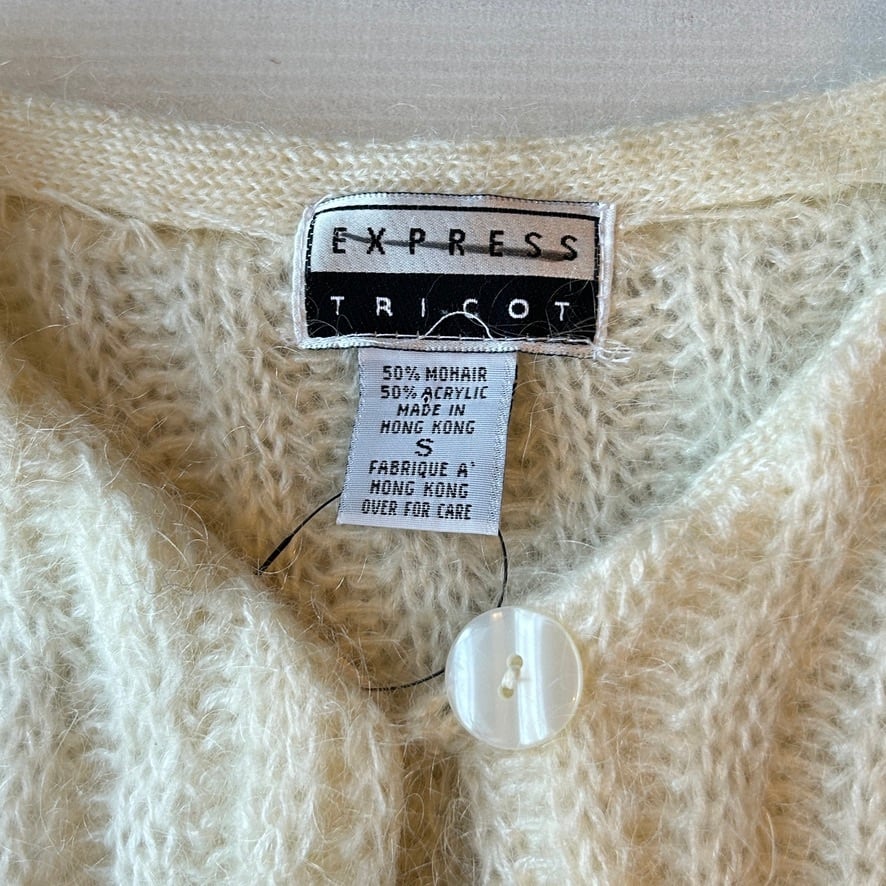 EXPRESS
TRICOT
50% MOHAIR
50% ACRYLIC
MADE IN
HONG KONG
S
FABRIQUE A'
HONG KONG
OVER FOR CARE